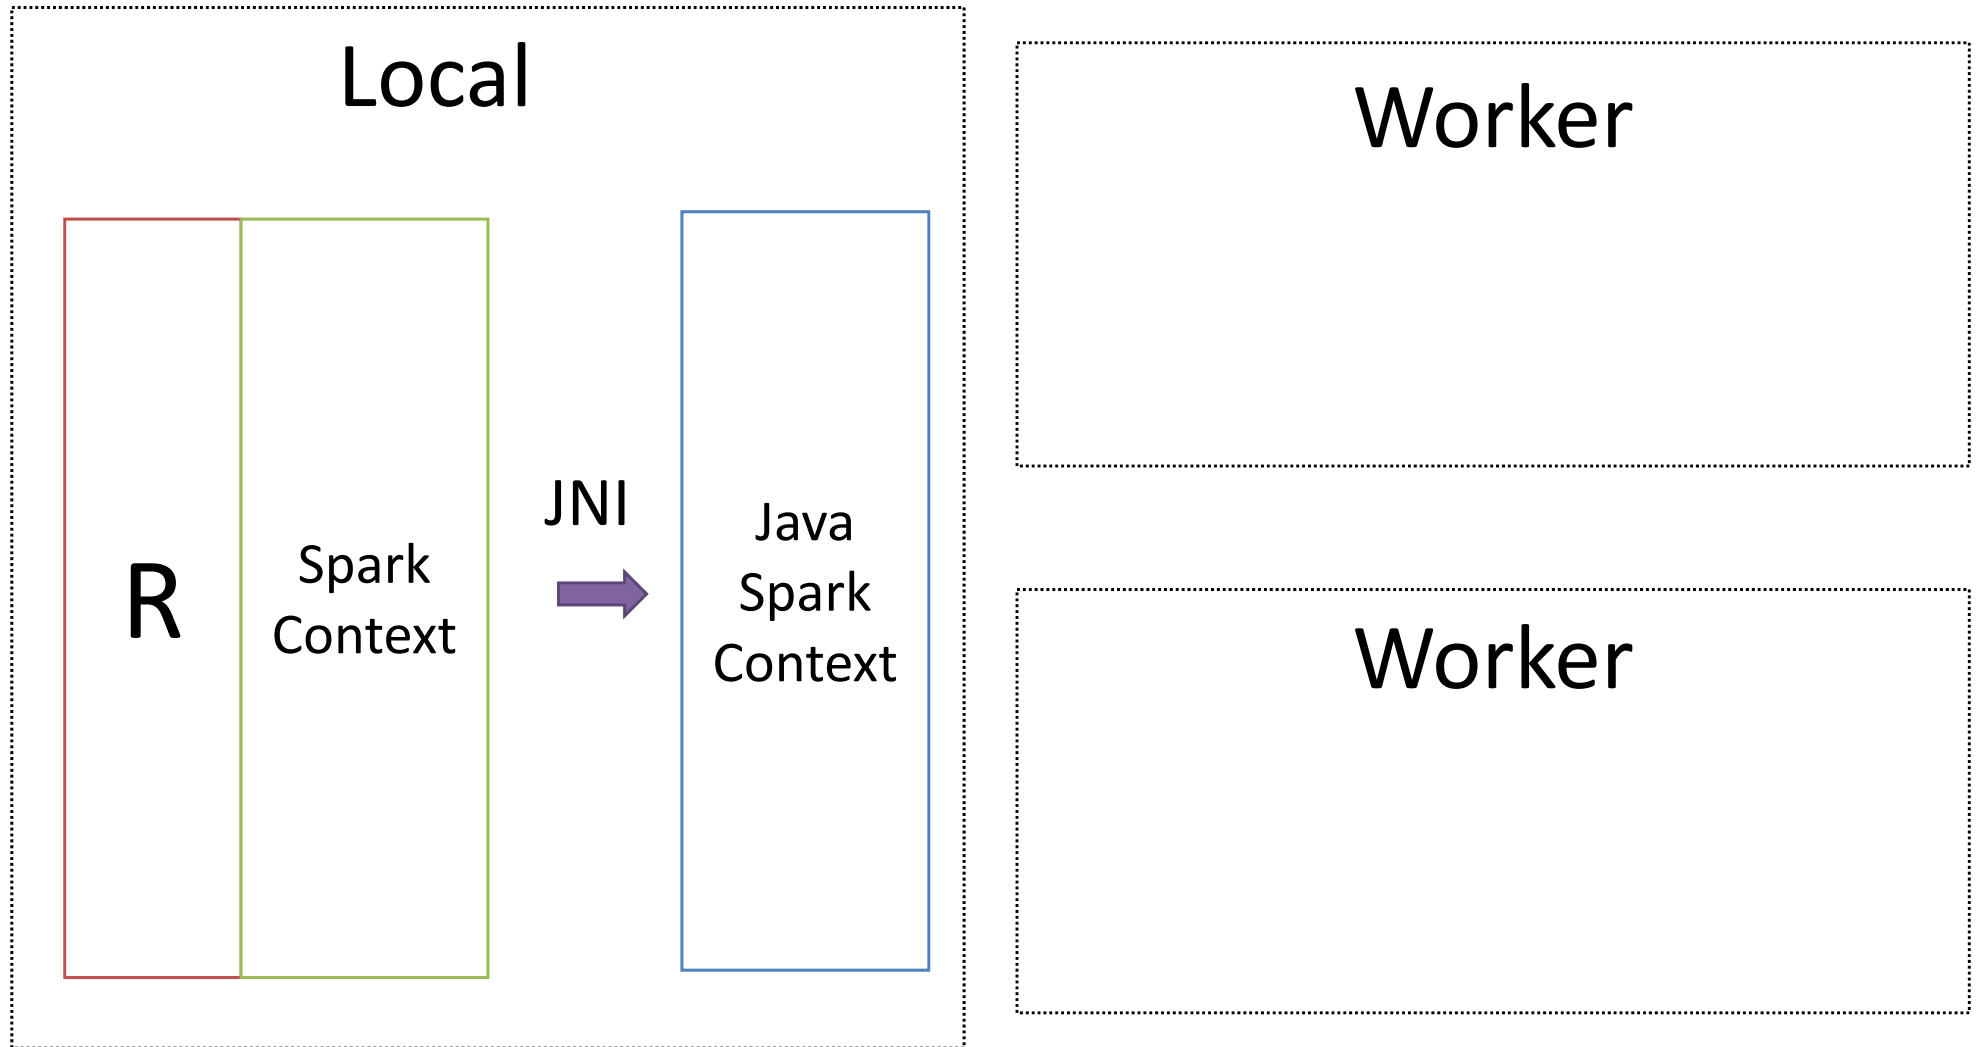 Local
R
Spark
Context
JNI
Java
Spark
Context
Worker
Worker